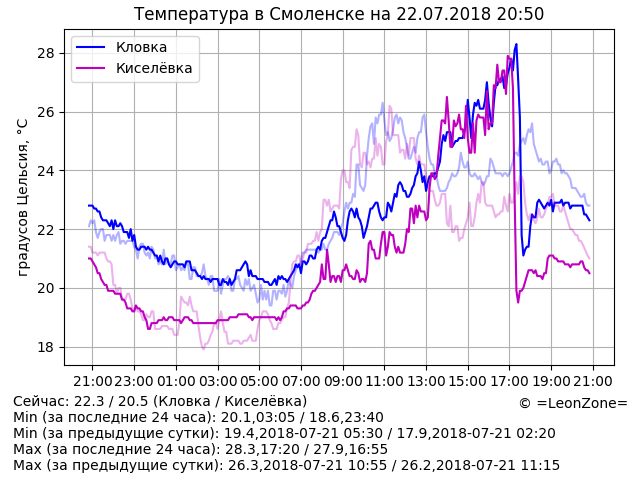 Температура в Смоленске на 22.07.2018 20:50
Кловка
Киселёвка
градусов Цельсия, °C
28
26
24
22
20
18
21:00 23:00 01:00 03:00 05:00 07:00 09:00 11:00 13:00 15:00 17:00 19:00 21:00
Сейчас: 22.3 / 20.5 (Кловка / Киселёвка)
© =LeonZone=
Min (за последние 24 часа): 20.1,03:05 / 18.6,23:40
Min (за предыдущие сутки): 19.4,2018-07-21 05:30 / 17.9,2018-07-21 02:20
Max (за последние 24 часа): 28.3,17:20 / 27.9,16:55
Max (за предыдущие сутки): 26.3,2018-07-21 10:55 / 26.2,2018-07-21 11:15